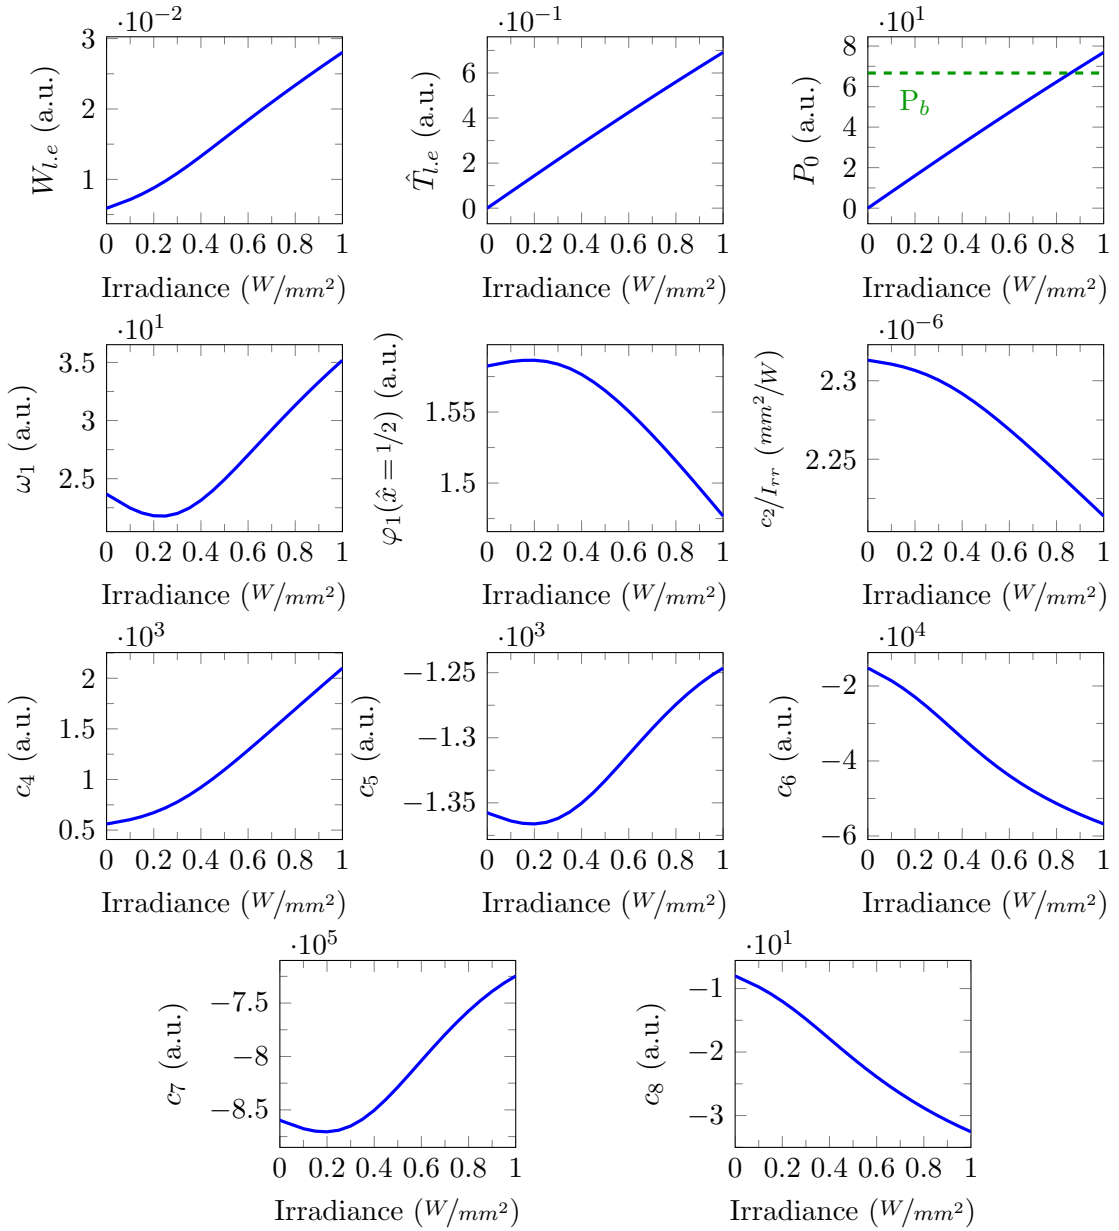 ·10⁻² ·10⁻¹ ·10¹
W_{l.e} (a.u.)
3
2
1
0 0.2 0.4 0.6 0.8 1
Irradiance (W/mm²)
T̂_{l.e} (a.u.)
6
4
2
0
0 0.2 0.4 0.6 0.8 1
Irradiance (W/mm²)
P₀ (a.u.)
8
6
4
2
0
P_b
0 0.2 0.4 0.6 0.8 1
Irradiance (W/mm²)
·10¹
ω₁ (a.u.)
3.5
3
2.5
0 0.2 0.4 0.6 0.8 1
Irradiance (W/mm²)
φ₁(x̂ = 1/2) (a.u.)
1.55
1.5
0 0.2 0.4 0.6 0.8 1
Irradiance (W/mm²)
·10⁻⁶
c₂/I_{rr} (mm²/W)
2.3
2.25
0 0.2 0.4 0.6 0.8 1
Irradiance (W/mm²)
·10³
c₄ (a.u.)
2
1.5
1
0.5
0 0.2 0.4 0.6 0.8 1
Irradiance (W/mm²)
·10³
c₅ (a.u.)
−1.25
−1.3
−1.35
0 0.2 0.4 0.6 0.8 1
Irradiance (W/mm²)
·10⁴
c₆ (a.u.)
−2
−4
−6
0 0.2 0.4 0.6 0.8 1
Irradiance (W/mm²)
·10⁵
c₇ (a.u.)
−7.5
−8
−8.5
0 0.2 0.4 0.6 0.8 1
Irradiance (W/mm²)
·10¹
c₈ (a.u.)
−1
−2
−3
0 0.2 0.4 0.6 0.8 1
Irradiance (W/mm²)